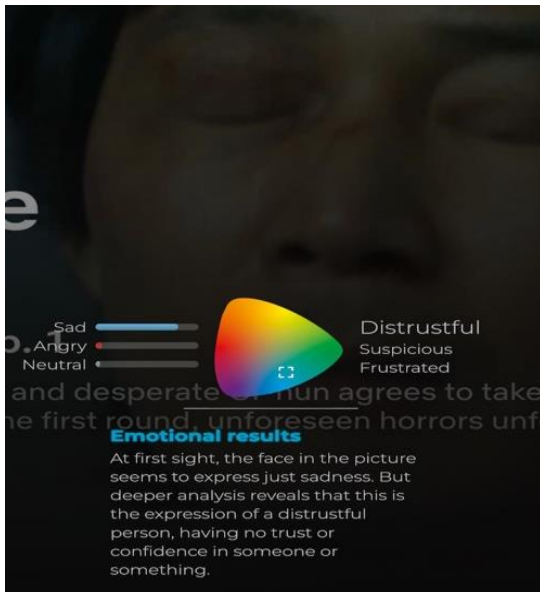 e
Sad
Distrustful
Angry
Suspicious
Neutral
Frustrated
and desperate hun agrees to take
first round, unforeseen horrors unf
Emotional results
At first sight, the face in the picture
seems to express just sadness. But
deeper analysis reveals that this is
the expression of a distrustful
person, having no trust or
confidence in someone or
something.